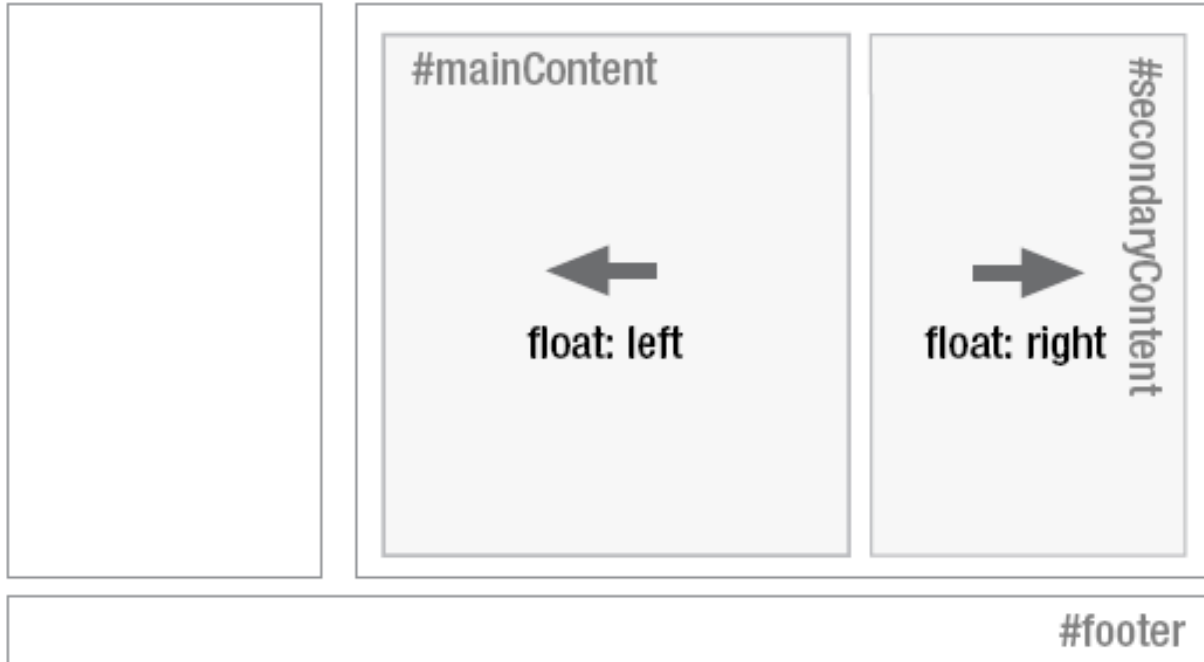 #mainContent
#secondaryContent
float: left
float: right
#footer